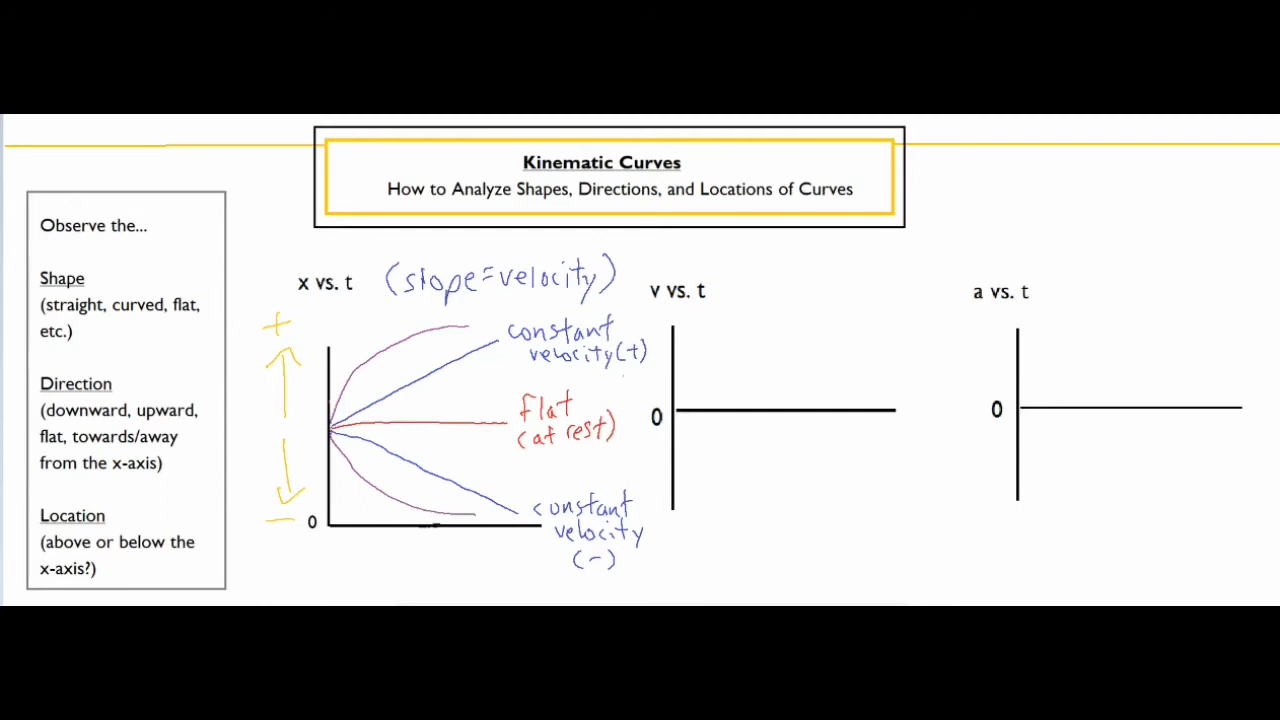 Kinematic Curves
How to Analyze Shapes, Directions, and Locations of Curves
Observe the...
Shape
(straight, curved, flat,
etc.)
Direction
(downward, upward,
flat, towards/away
from the x-axis)
Location
(above or below the
x-axis?)
x vs. t
(slope=velocity)
+
constant
velocity(+)
flat
(at rest)
constant
velocity
(-)
-
0
v vs. t
0
a vs. t
0